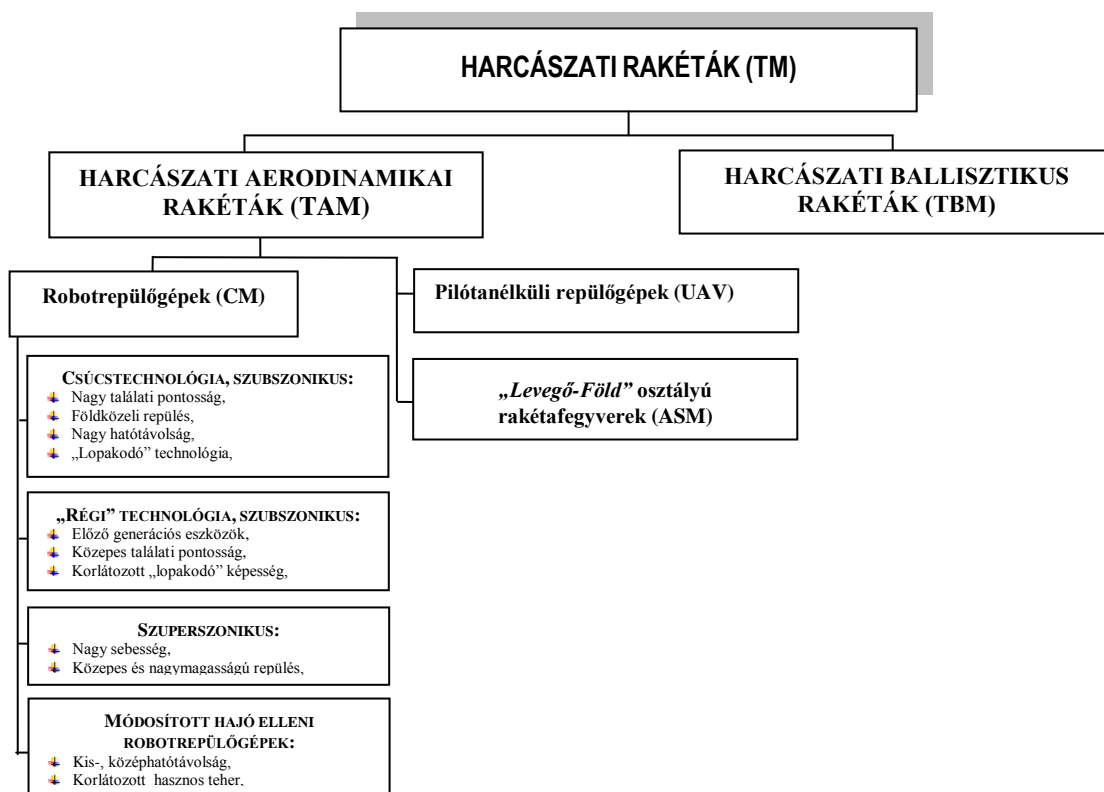 HARCÁSZATI RAKÉTÁK (TM)
HARCÁSZATI AERODINAMIKAI
RAKÉTÁK (TAM)
HARCÁSZATI BALLISZTIKUS
RAKÉTÁK (TBM)
Robotrepülőgépek (CM)
Pilótanélküli repülőgépek (UAV)
„Levegő-Föld” osztályú
rakétafegyverek (ASM)
CSÚCSTECHNOLÓGIA, SZUBSZONIKUS:
Nagy találati pontosság,
Földközeli repülés,
Nagy hatótávolság,
„Lopakodó” technológia,
„RÉGI” TECHNOLÓGIA, SZUBSZONIKUS:
Előző generációs eszközök,
Közepes találati pontosság,
Korlátozott „lopakodó” képesség,
SZUPERSZONIKUS:
Nagy sebesség,
Közepes és nagymagasságú repülés,
MÓDOSÍTOTT HAJÓ ELLENI
ROBOTREPÜLŐGÉPEK:
Kis-, középhatótávolság,
Korlátozott hasznos teher,